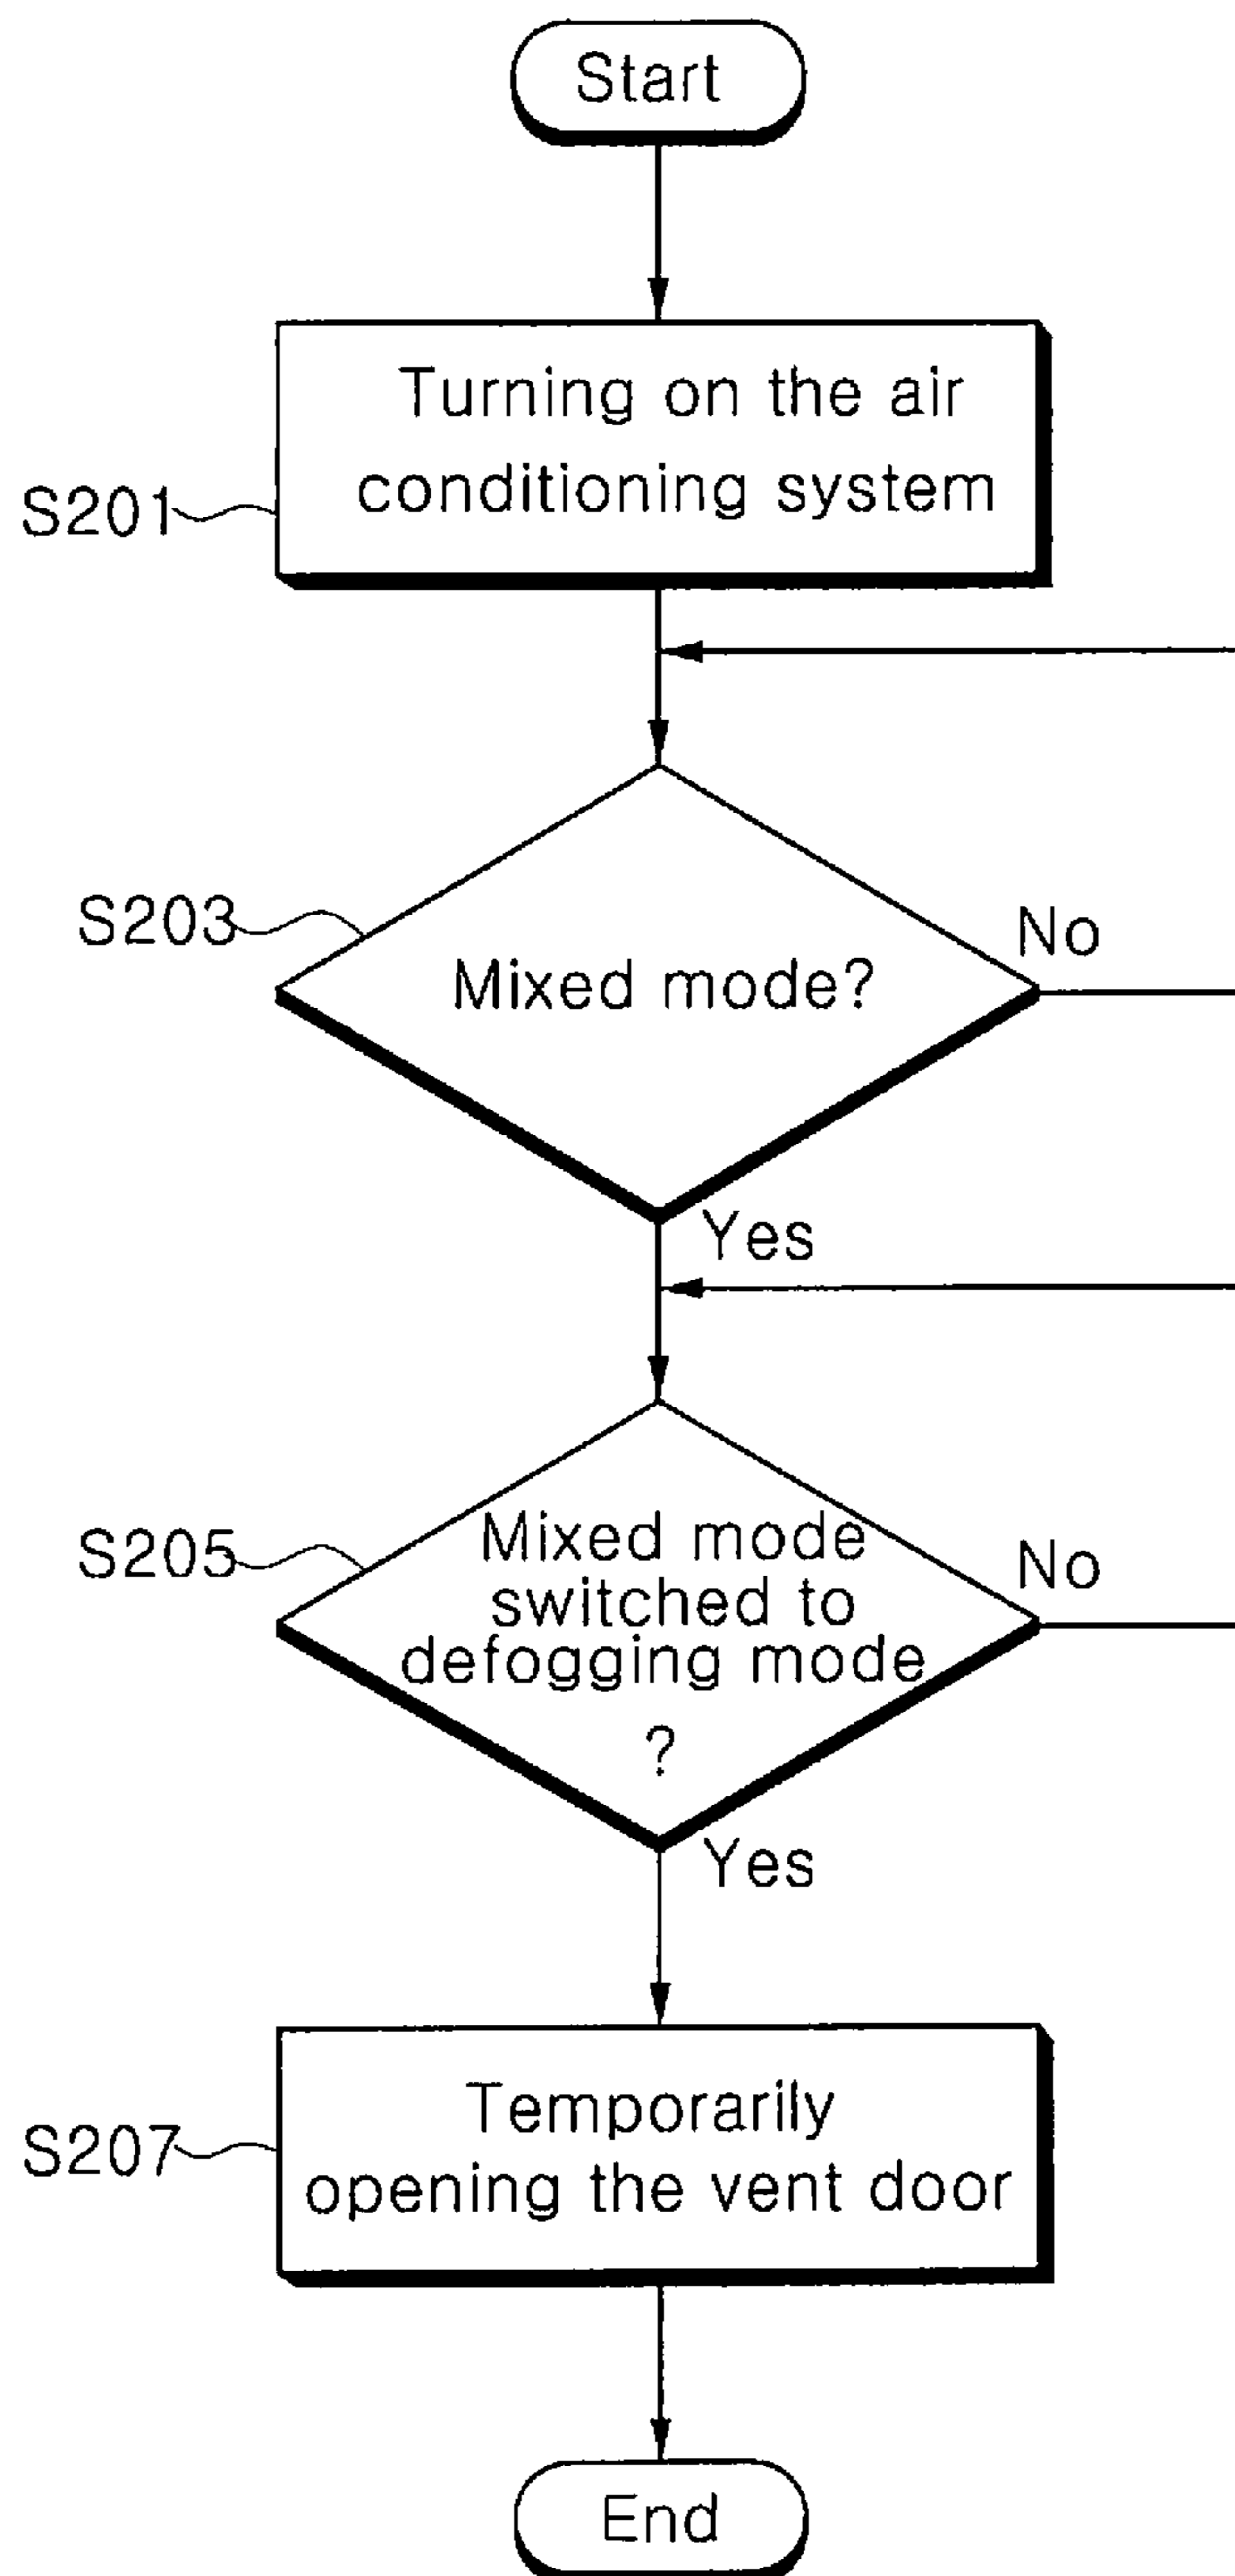 Start
Turning on the air
conditioning system
S201
S203
No
Mixed mode?
Yes
S205
Mixed mode
No
switched to
defogging mode
?
Yes
Temporarily
S207
opening the vent door
End